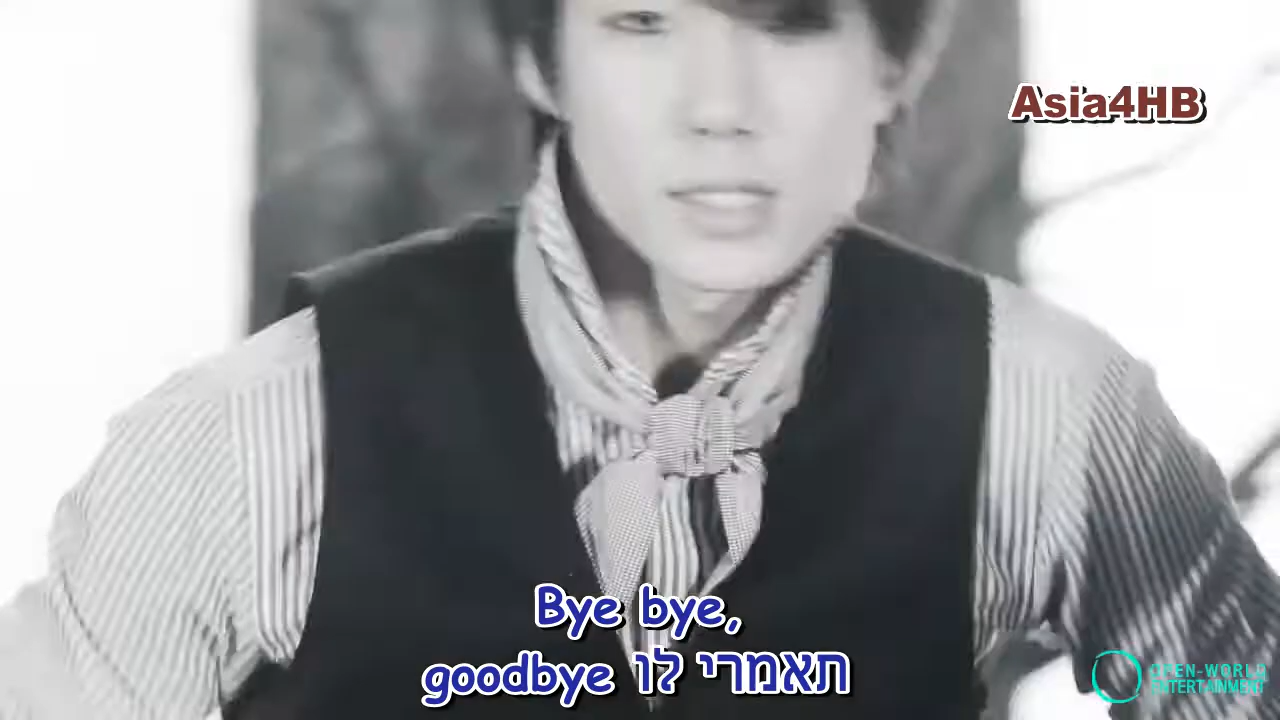 Asia4HB
Bye bye,
תאמרי לו goodbye
OPEN-WORLD
ENTERTAINMENT